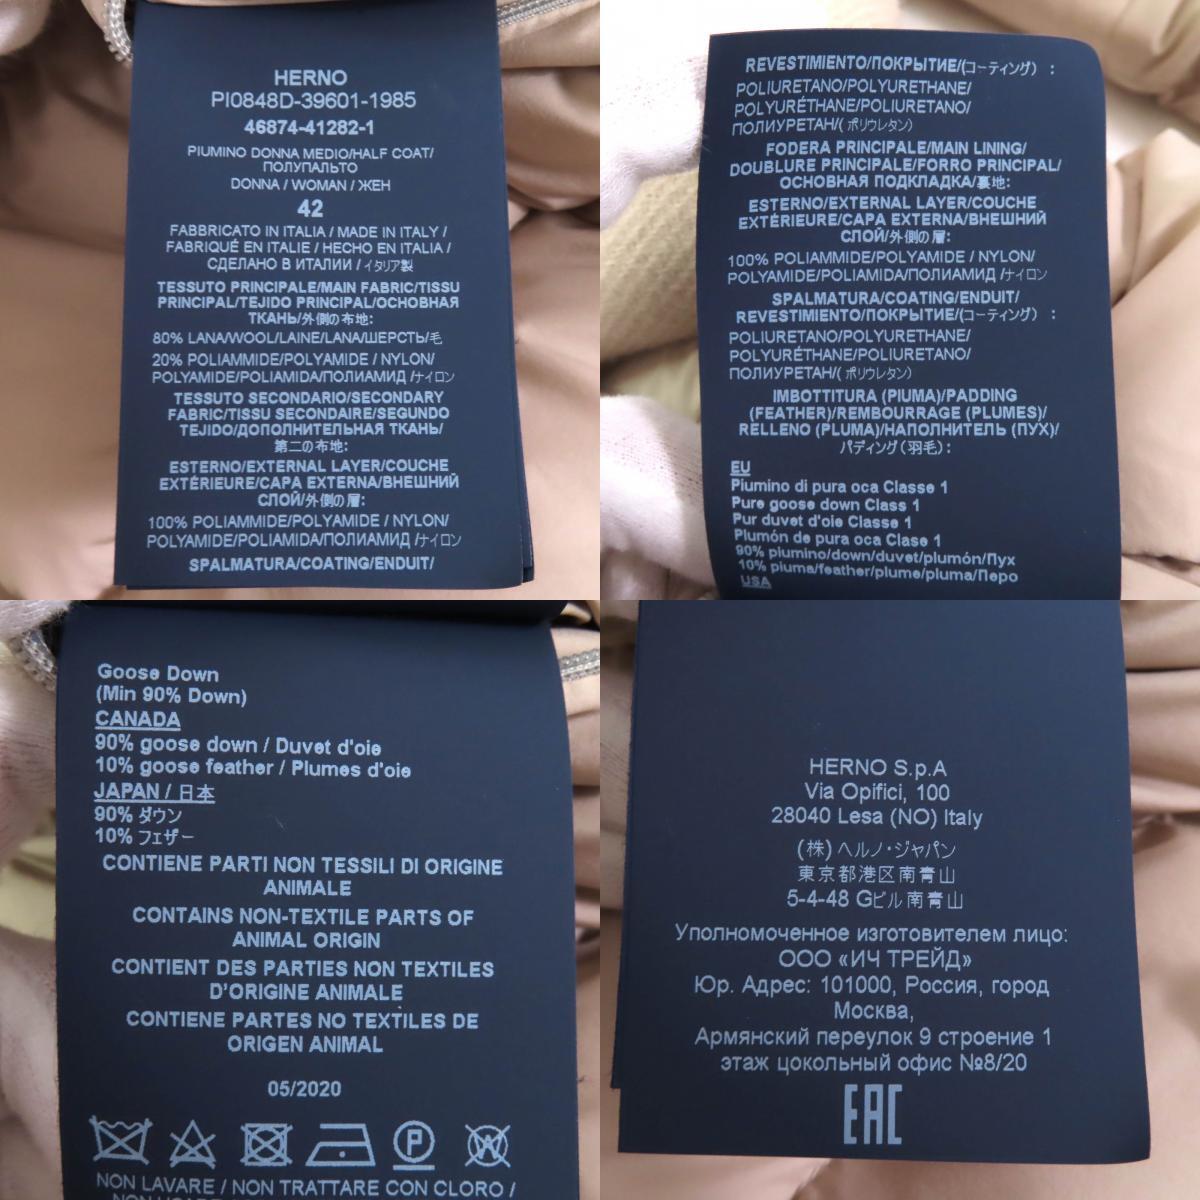 HERNO
PI0848D-39601-1985
46874-41282-1
PIUMINO DONNA MEDIO/HALF COAT/
ПОЛУПАЛЬТО
DONNA / WOMAN / ЖЕН
42
FABBRICATO IN ITALIA / MADE IN ITALY /
FABRIQUÉ EN ITALIE / HECHO EN ITALIA /
СДЕЛАНО В ИТАЛИИ / イタリア製
TESSUTO PRINCIPALE/MAIN FABRIC/TISSU
PRINCIPAL/TEJIDO PRINCIPAL/ОСНОВНАЯ
ТКАНЬ/外側の布地:
80% LANA/WOOL/LAINE/LANA/ШЕРСТЬ/毛
20% POLIAMMIDE/POLYAMIDE / NYLON/
POLYAMIDE/POLIAMIDA/ПОЛИАМИД /ナイロン
TESSUTO SECONDARIO/SECONDARY
FABRIC/TISSU SECONDAIRE/SEGUNDO
TEJIDO/ДОПОЛНИТЕЛЬНАЯ ТКАНЬ/
第二の布地:
ESTERNO/EXTERNAL LAYER/COUCHE
EXTÉRIEURE/CAPA EXTERNA/ВНЕШНИЙ
СЛОЙ/外側の層:
100% POLIAMMIDE/POLYAMIDE / NYLON/
POLYAMIDE/POLIAMIDA/ПОЛИАМИД /ナイロン
SPALMATURA/COATING/ENDUIT/
REVESTIMIENTO/ПОКРЫТИЕ/(コーティング) :
POLIURETANO/POLYURETHANE/
POLYURÉTHANE/POLIURETANO/
ПОЛИУРЕТАН/( ポリウレタン)
FODERA PRINCIPALE/MAIN LINING/
DOUBLURE PRINCIPALE/FORRO PRINCIPAL/
ОСНОВНАЯ ПОДКЛАДКА/裏地:
ESTERNO/EXTERNAL LAYER/COUCHE
EXTÉRIEURE/CAPA EXTERNA/ВНЕШНИЙ
СЛОЙ/外側の層:
100% POLIAMMIDE/POLYAMIDE / NYLON/
POLYAMIDE/POLIAMIDA/ПОЛИАМИД /ナイロン
SPALMATURA/COATING/ENDUIT/
REVESTIMIENTO/ПОКРЫТИЕ/(コーティング) :
POLIURETANO/POLYURETHANE/
POLYURÉTHANE/POLIURETANO/
ПОЛИУРЕТАН/( ポリウレタン)
IMBOTTITURA (PIUMA)/PADDING
(FEATHER)/REMBOURRAGE (PLUMES)/
RELLENO (PLUMA)/НАПОЛНИТЕЛЬ (ПУХ)/
パディング(羽毛):
EU
Piumino di pura oca Classe 1
Pure goose down Class 1
Pur duvet d'oie Classe 1
Plumón de pura oca Clase 1
90% piumino/down/duvet/plumón/Пух
10% piuma/feather/plume/pluma/Перо
USA
Goose Down
(Min 90% Down)
CANADA
90% goose down / Duvet d'oie
10% goose feather / Plumes d'oie
JAPAN / 日本
90% ダウン
10% フェザー
CONTIENE PARTI NON TESSILI DI ORIGINE
ANIMALE
CONTAINS NON-TEXTILE PARTS OF
ANIMAL ORIGIN
CONTIENT DES PARTIES NON TEXTILES
D'ORIGINE ANIMALE
CONTIENE PARTES NO TEXTILES DE
ORIGEN ANIMAL
05/2020
P W
NON LAVARE / NON TRATTARE CON CLORO /
HERNO S.p.A
Via Opifici, 100
28040 Lesa (NO) Italy
(株) ヘルノ・ジャパン
東京都港区南青山
5-4-48 Gビル南青山
Уполномоченное изготовителем лицо:
ООО «ИЧ ТРЕЙД»
Юр. Адрес: 101000, Россия, город
Москва,
Армянский переулок 9 строение 1
этаж цокольный офис №8/20
EAC